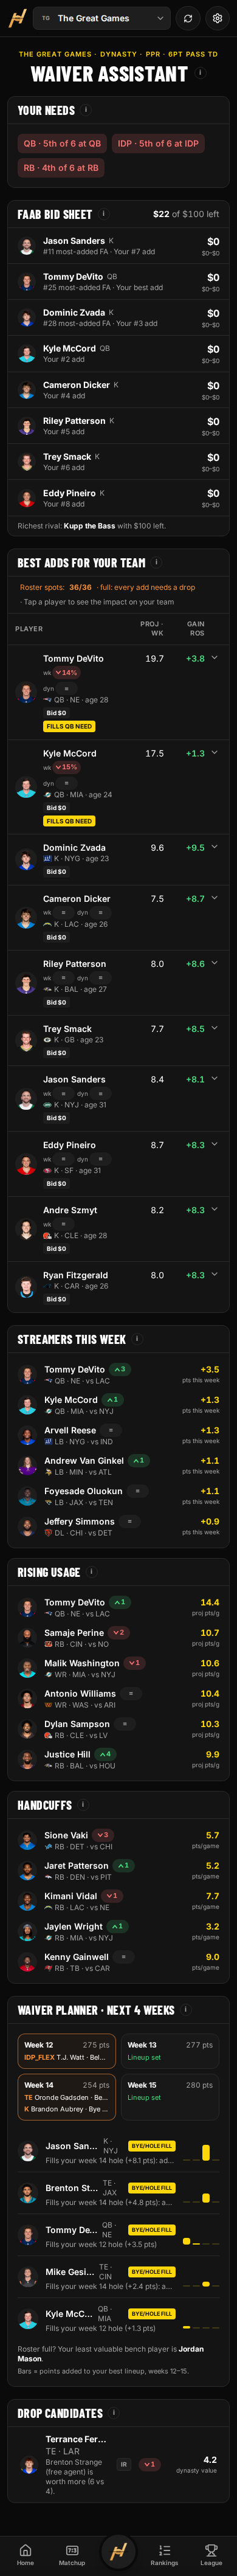 TG The Great Games
THE GREAT GAMES · DYNASTY · PPR · 6PT PASS TD
WAIVER ASSISTANT i
YOUR NEEDS i
QB · 5th of 6 at QB
IDP · 5th of 6 at IDP
RB · 4th of 6 at RB
FAAB BID SHEET i
$22 of $100 left
Jason Sanders K
$0
#11 most-added FA · Your #7 add
$0–$0
Tommy DeVito QB
$0
#25 most-added FA · Your best add
$0–$0
Dominic Zvada K
$0
#28 most-added FA · Your #3 add
$0–$0
Kyle McCord QB
$0
Your #2 add
$0–$0
Cameron Dicker K
$0
Your #4 add
$0–$0
Riley Patterson K
$0
Your #5 add
$0–$0
Trey Smack K
$0
Your #6 add
$0–$0
Eddy Pineiro K
$0
Your #8 add
$0–$0
Richest rival: Kupp the Bass with $100 left.
BEST ADDS FOR YOUR TEAM i
Roster spots: 36/36 · full: every add needs a drop
· Tap a player to see the impact on your team
PLAYER
PROJ · WK
GAIN ROS
Tommy DeVito
19.7
+3.8
wk 14%
dyn =
QB · NE · age 28
Bid $0
FILLS QB NEED
Kyle McCord
17.5
+1.3
wk 15%
dyn =
QB · MIA · age 24
Bid $0
FILLS QB NEED
Dominic Zvada
9.6
+9.5
K · NYG · age 23
Bid $0
Cameron Dicker
7.5
+8.7
wk = dyn =
K · LAC · age 26
Bid $0
Riley Patterson
8.0
+8.6
wk = dyn =
K · BAL · age 27
Bid $0
Trey Smack
7.7
+8.5
K · GB · age 23
Bid $0
Jason Sanders
8.4
+8.1
wk = dyn =
K · NYJ · age 31
Bid $0
Eddy Pineiro
8.7
+8.3
wk = dyn =
K · SF · age 31
Bid $0
Andre Szmyt
8.2
+8.3
wk =
K · CLE · age 28
Bid $0
Ryan Fitzgerald
8.0
+8.3
K · CAR · age 26
Bid $0
STREAMERS THIS WEEK i
Tommy DeVito 3
+3.5
QB · NE · vs LAC
pts this week
Kyle McCord 1
+1.3
QB · MIA · vs NYJ
pts this week
Arvell Reese =
+1.3
LB · NYG · vs IND
pts this week
Andrew Van Ginkel 1
+1.1
LB · MIN · vs ATL
pts this week
Foyesade Oluokun =
+1.1
LB · JAX · vs TEN
pts this week
Jeffery Simmons =
+0.9
DL · CHI · vs DET
pts this week
RISING USAGE i
Tommy DeVito 1
14.4
QB · NE · vs LAC
proj pts/g
Samaje Perine 2
10.7
RB · CIN · vs NO
proj pts/g
Malik Washington 1
10.6
WR · MIA · vs NYJ
proj pts/g
Antonio Williams =
10.4
WR · WAS · vs ARI
proj pts/g
Dylan Sampson =
10.3
RB · CLE · vs LV
proj pts/g
Justice Hill 4
9.9
RB · BAL · vs HOU
proj pts/g
HANDCUFFS i
Sione Vaki 3
5.7
RB · DET · vs CHI
pts/game
Jaret Patterson 1
5.2
RB · DEN · vs PIT
pts/game
Kimani Vidal 1
7.7
RB · LAC · vs NE
pts/game
Jaylen Wright 1
3.2
RB · MIA · vs NYJ
pts/game
Kenny Gainwell =
9.0
RB · TB · vs CAR
pts/game
WAIVER PLANNER · NEXT 4 WEEKS i
Week 12 275 pts
IDP_FLEX T.J. Watt · Bei...
Week 13 277 pts
Lineup set
Week 14 254 pts
TE Oronde Gadsden · Be...
K Brandon Aubrey · Bye ...
Week 15 280 pts
Lineup set
Jason San... K · NYJ BYE/HOLE FILL
Fills your week 14 hole (+8.1 pts): ad...
Brenton St... TE · JAX BYE/HOLE FILL
Fills your week 14 hole (+4.8 pts): a...
Tommy De... QB · NE BYE/HOLE FILL
Fills your week 12 hole (+3.5 pts)
Mike Gesi... TE · CIN BYE/HOLE FILL
Fills your week 14 hole (+2.4 pts): a...
Kyle McC... QB · MIA BYE/HOLE FILL
Fills your week 12 hole (+1.3 pts)
Roster full? Your least valuable bench player is Jordan
Mason.
Bars = points added to your best lineup, weeks 12–15.
DROP CANDIDATES i
Terrance Fer...
TE · LAR
Brenton Strange
(free agent) is
worth more (6 vs
4).
IR
1
4.2
dynasty value
Home
Matchup
Rankings
League